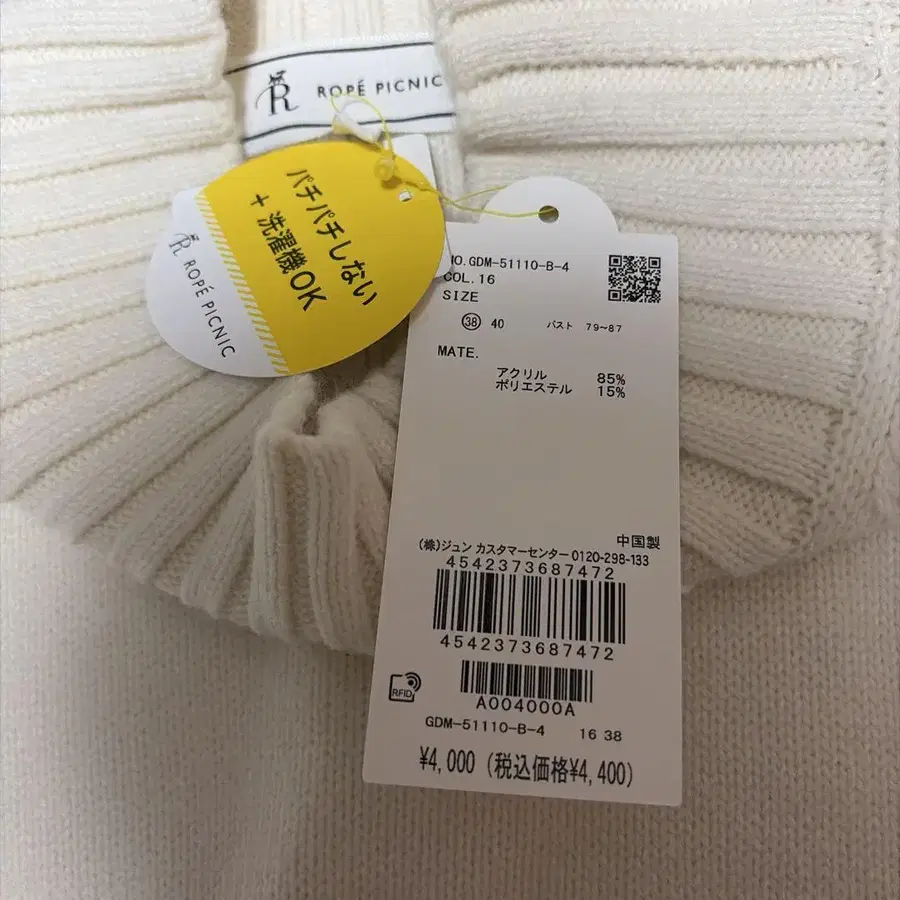 R
ROPÉ PICNIC
パチパチしない
+ 洗濯機OK
R ROPÉ PICNIC
NO.GDM-51110-B-4
COL.16
SIZE
㊳ 40 バスト 79~87
MATE.
アクリル 85%
ポリエステル 15%
中国製
(株)ジュン カスタマーセンター 0120-298-133
4542373687472
4542373687472
RFID
A004000A
GDM-51110-B-4 16 38
¥4,000 (税込価格¥4,400)